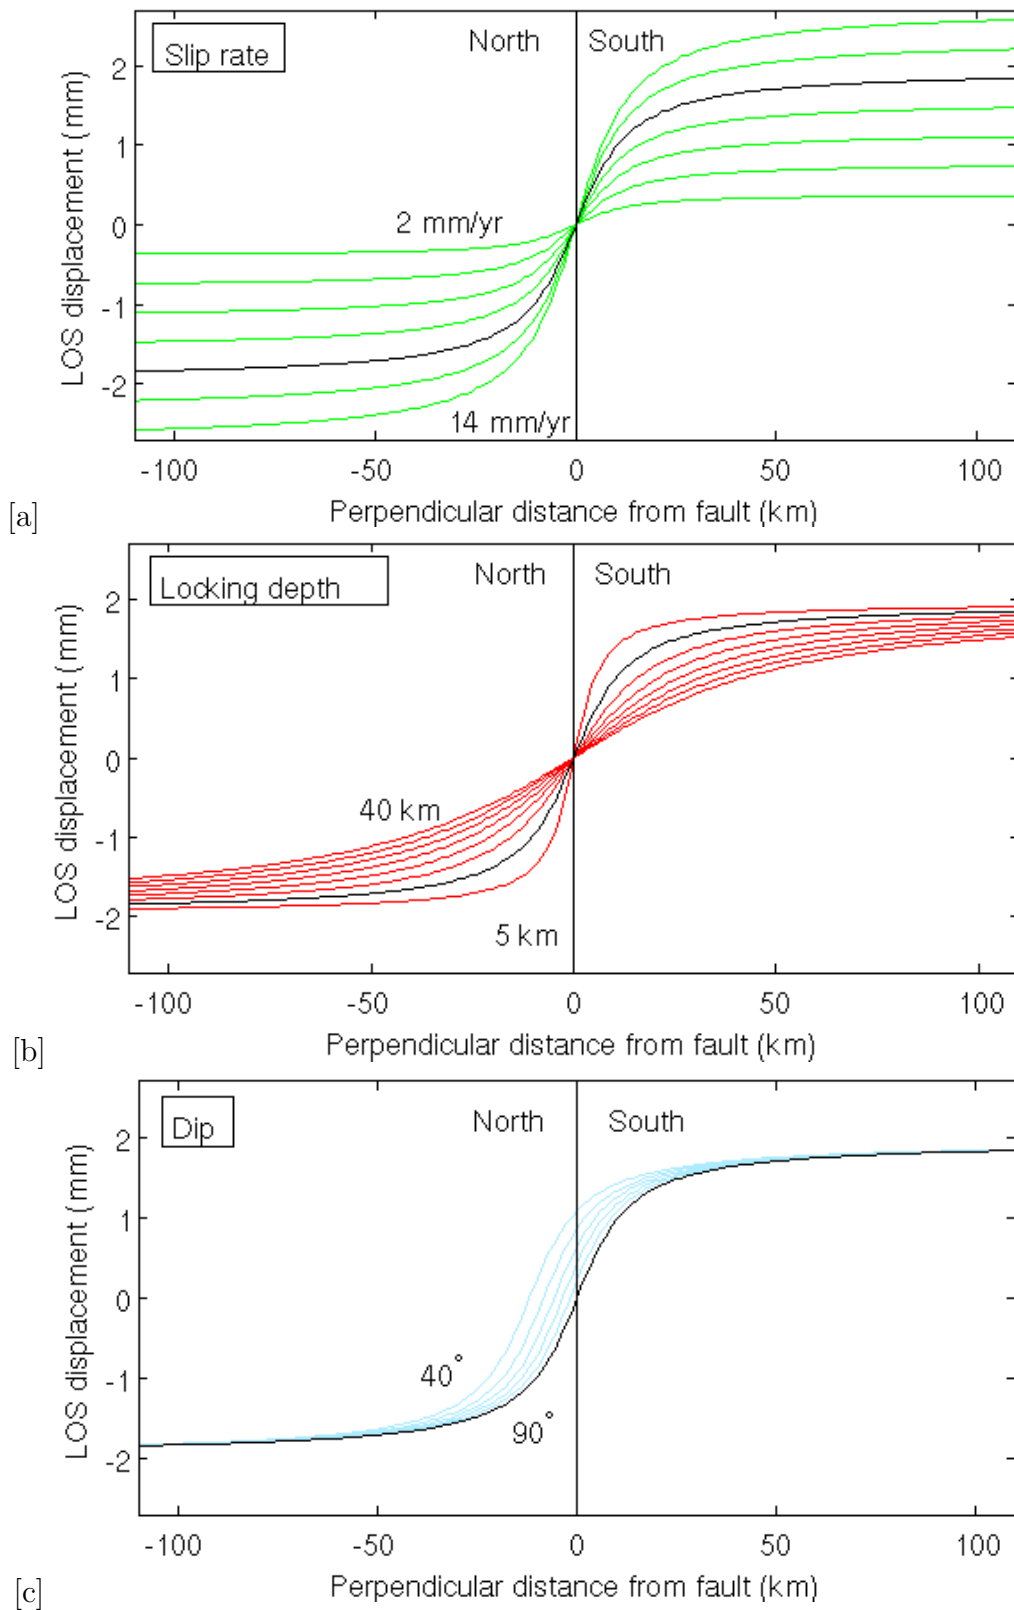 Slip rate
North South
2 mm/yr
14 mm/yr
LOS displacement (mm)
2
1
0
-1
-2
-100 -50 0 50 100
Perpendicular distance from fault (km)
[a]
Locking depth
North South
40 km
5 km
LOS displacement (mm)
2
1
0
-1
-2
-100 -50 0 50 100
Perpendicular distance from fault (km)
[b]
Dip
North South
40°
90°
LOS displacement (mm)
2
1
0
-1
-2
-100 -50 0 50 100
Perpendicular distance from fault (km)
[c]